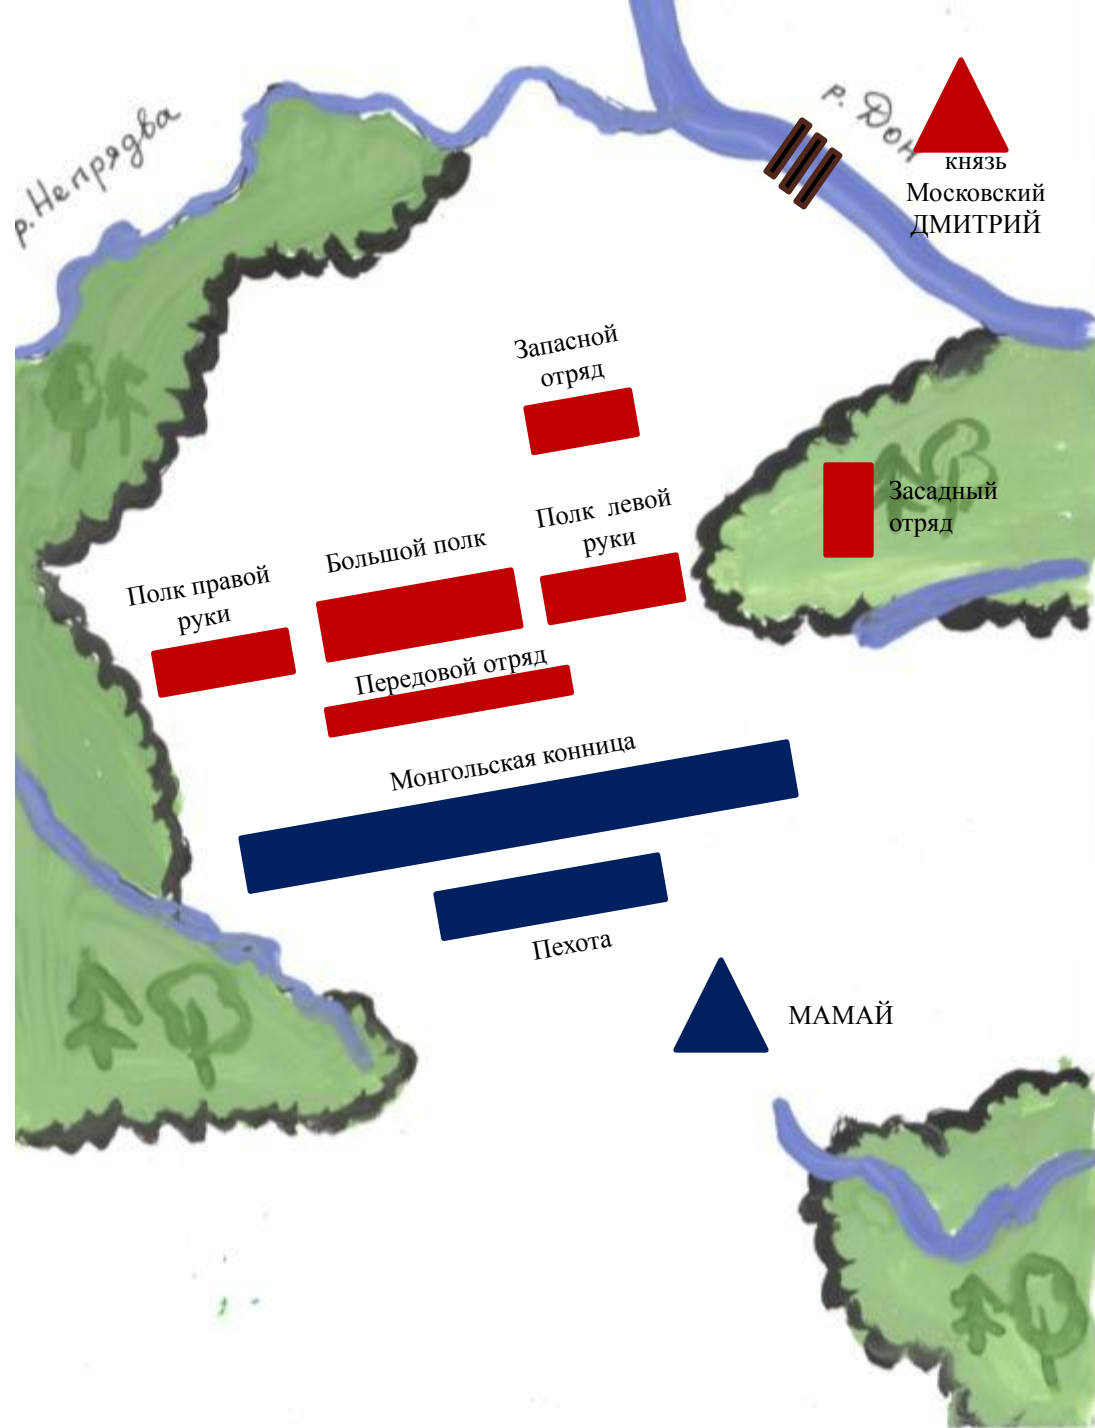 р. Непрядва
р. Дон
князь
Московский
ДМИТРИЙ
Запасной
отряд
Засадный
отряд
Полк левой
руки
Большой полк
Полк правой
руки
Передовой отряд
Монгольская конница
Пехота
МАМАЙ